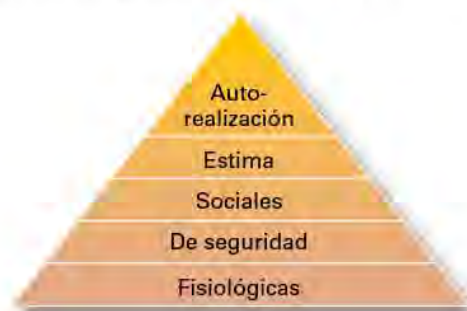 Auto-
realización
Estima
Sociales
De seguridad
Fisiológicas